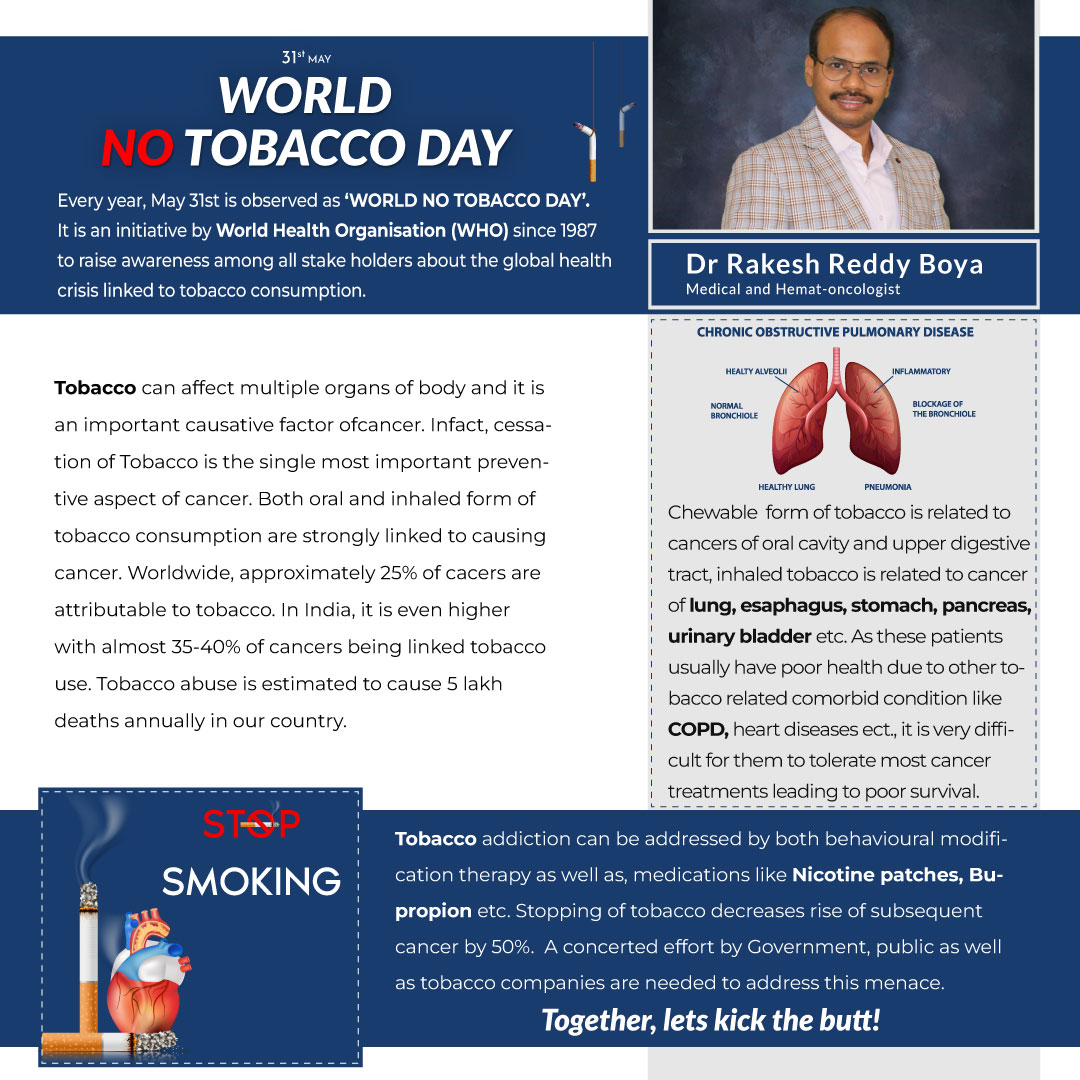 31st MAY
WORLD
NO TOBACCO DAY
Every year, May 31st is observed as ‘WORLD NO TOBACCO DAY’.
It is an initiative by World Health Organisation (WHO) since 1987
to raise awareness among all stake holders about the global health
crisis linked to tobacco consumption.
Dr Rakesh Reddy Boya
Medical and Hemat-oncologist
Tobacco can affect multiple organs of body and it is
an important causative factor ofcancer. Infact, cessa-
tion of Tobacco is the single most important preven-
tive aspect of cancer. Both oral and inhaled form of
tobacco consumption are strongly linked to causing
cancer. Worldwide, approximately 25% of cacers are
attributable to tobacco. In India, it is even higher
with almost 35-40% of cancers being linked tobacco
use. Tobacco abuse is estimated to cause 5 lakh
deaths annually in our country.
CHRONIC OBSTRUCTIVE PULMONARY DISEASE
HEALTY ALVEOLII
INFLAMMATORY
NORMAL
BRONCHIOLE
BLOCKAGE OF
THE BRONCHIOLE
HEALTHY LUNG
PNEUMONIA
Chewable form of tobacco is related to
cancers of oral cavity and upper digestive
tract, inhaled tobacco is related to cancer
of lung, esaphagus, stomach, pancreas,
urinary bladder etc. As these patients
usually have poor health due to other to-
bacco related comorbid condition like
COPD, heart diseases ect., it is very diffi-
cult for them to tolerate most cancer
treatments leading to poor survival.
STOP
SMOKING
Tobacco addiction can be addressed by both behavioural modifi-
cation therapy as well as, medications like Nicotine patches, Bu-
propion etc. Stopping of tobacco decreases rise of subsequent
cancer by 50%. A concerted effort by Government, public as well
as tobacco companies are needed to address this menace.
Together, lets kick the butt!